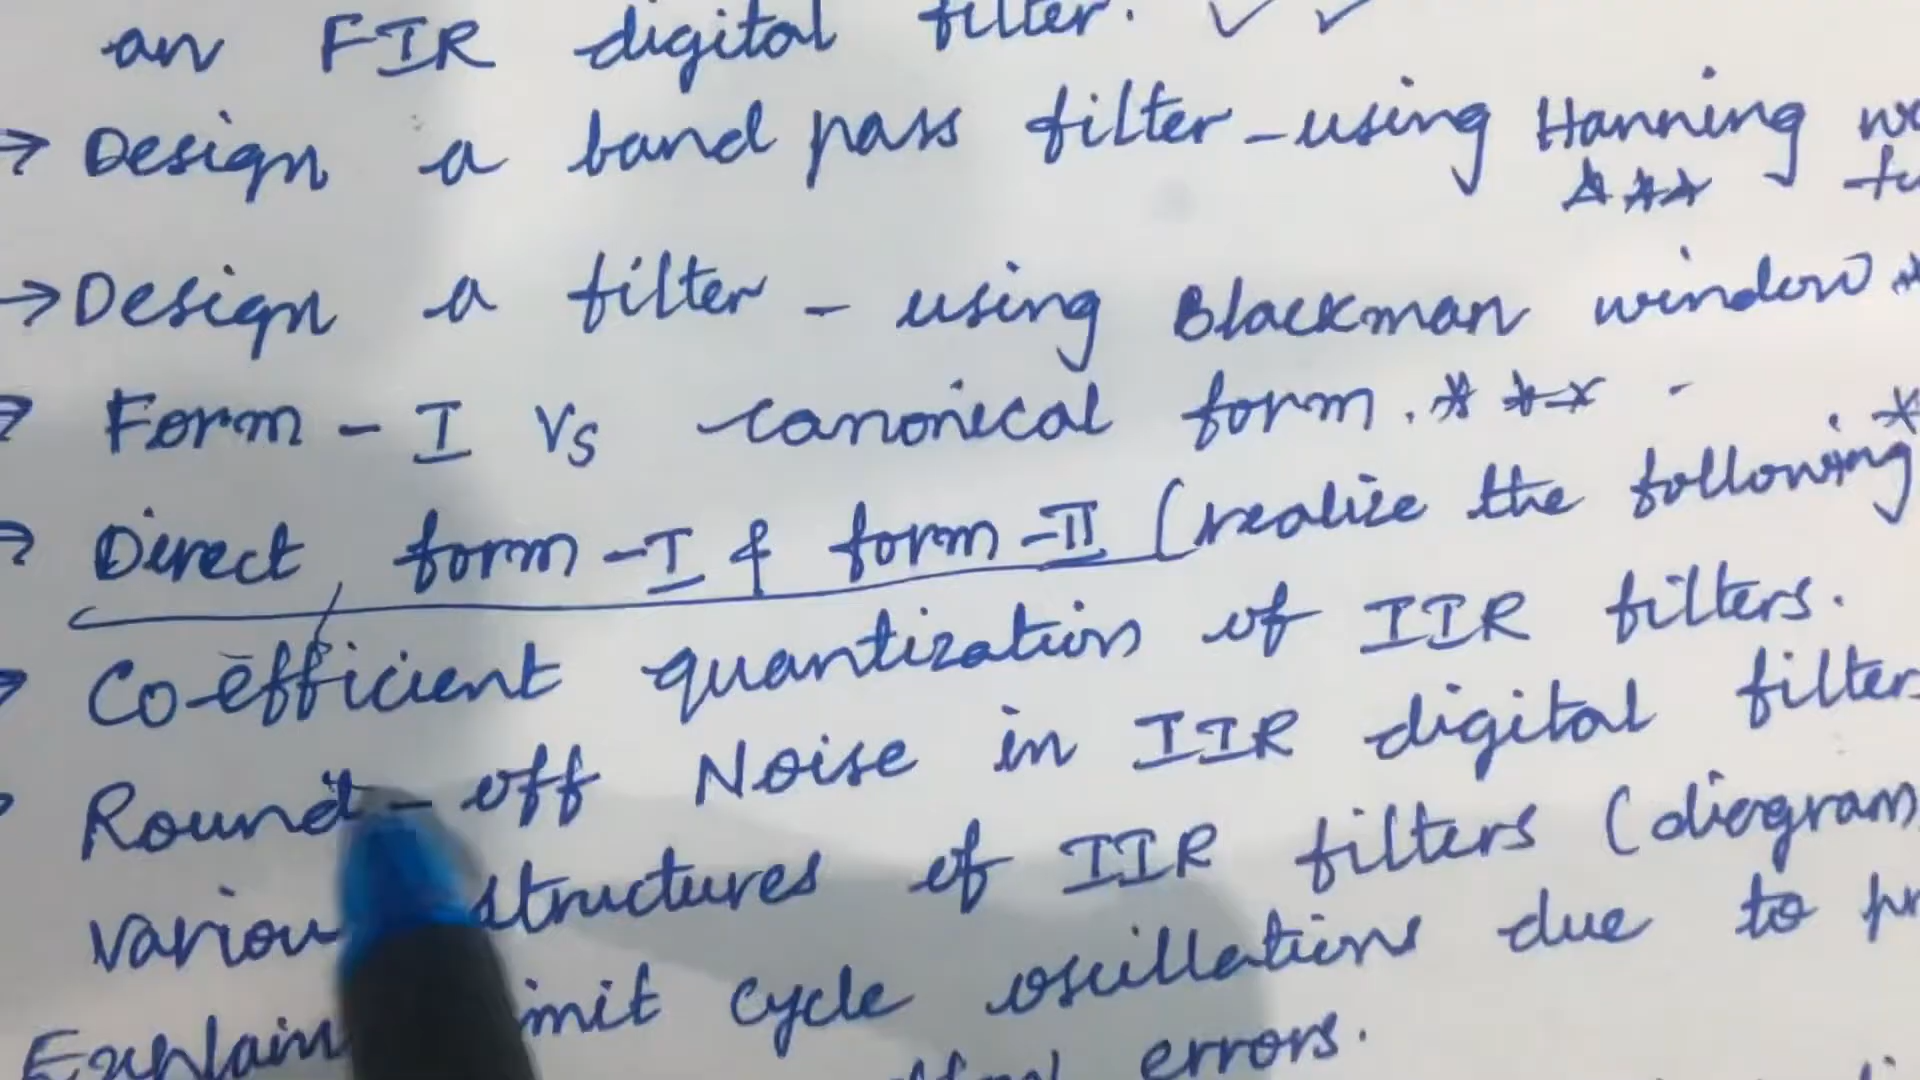 an FIR digital filter. ✓ ✓
→ Design a band pass filter - using Hanning
***
→ Design a filter - using Blackman window *
→ Form - I Vs canonical form. *** -
→ Direct form - I & form - II (realize the following *
→ Co-efficient quantization of IIR filters.
→ Round - off Noise in IIR digital filters
Various structures of IIR filters (diagram
Explain limit cycle oscillations due to
errors.